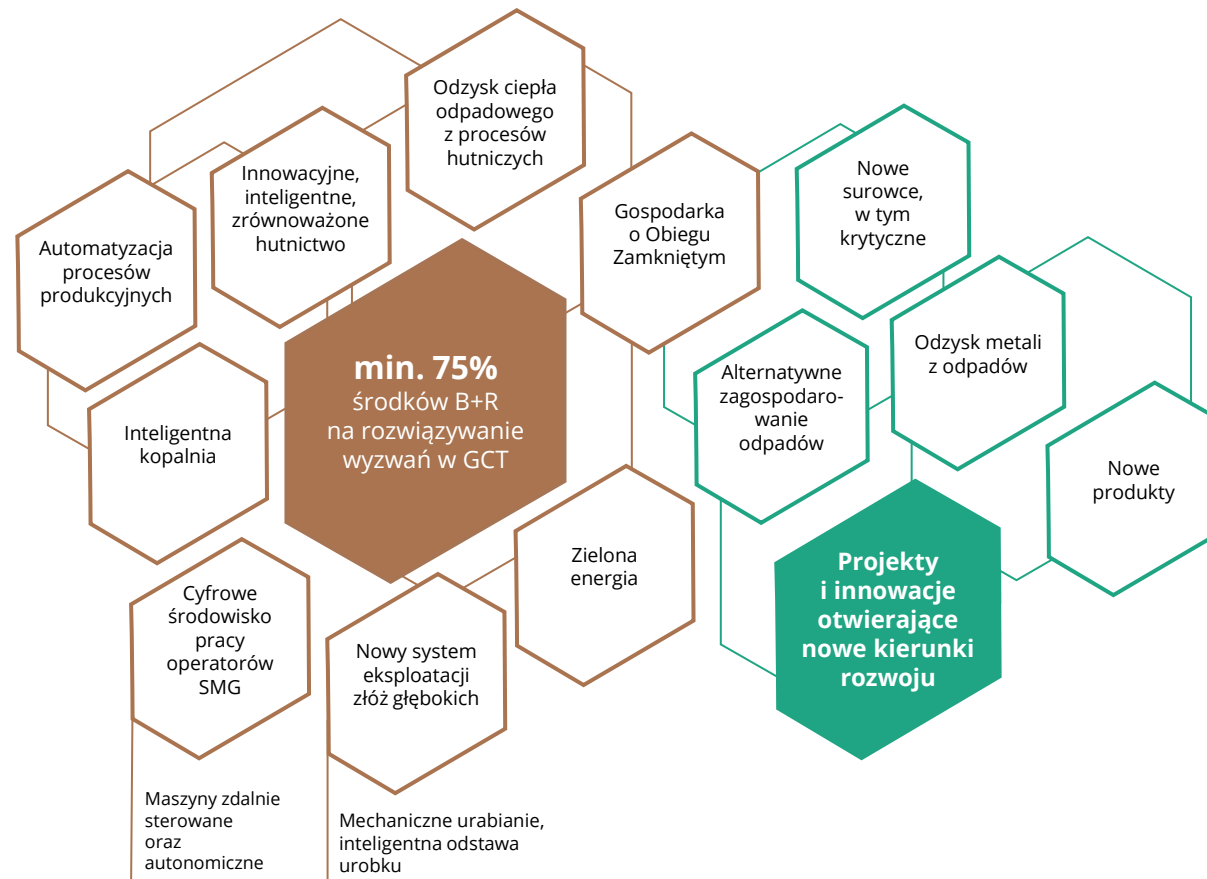 Odzysk ciepła
odpadowego
z procesów
hutniczych
Innowacyjne,
inteligentne,
zrównoważone
hutnictwo
Nowe
surowce,
w tym
krytyczne
Gospodarka
o Obiegu
Zamkniętym
Automatyzacja
procesów
produkcyjnych
min. 75%
środków B+R
na rozwiązywanie
wyzwań w GCT
Odzysk metali
z odpadów
Alternatywne
zagospodaro-
wanie
odpadów
Inteligentna
kopalnia
Nowe
produkty
Zielona
energia
Projekty
i innowacje
otwierające
nowe kierunki
rozwoju
Cyfrowe
środowisko
pracy
operatorów
SMG
Nowy system
eksploatacji
złóż głębokich
Maszyny zdalnie
sterowane
oraz
autonomiczne
Mechaniczne urabianie,
inteligentna odstawa
urobku